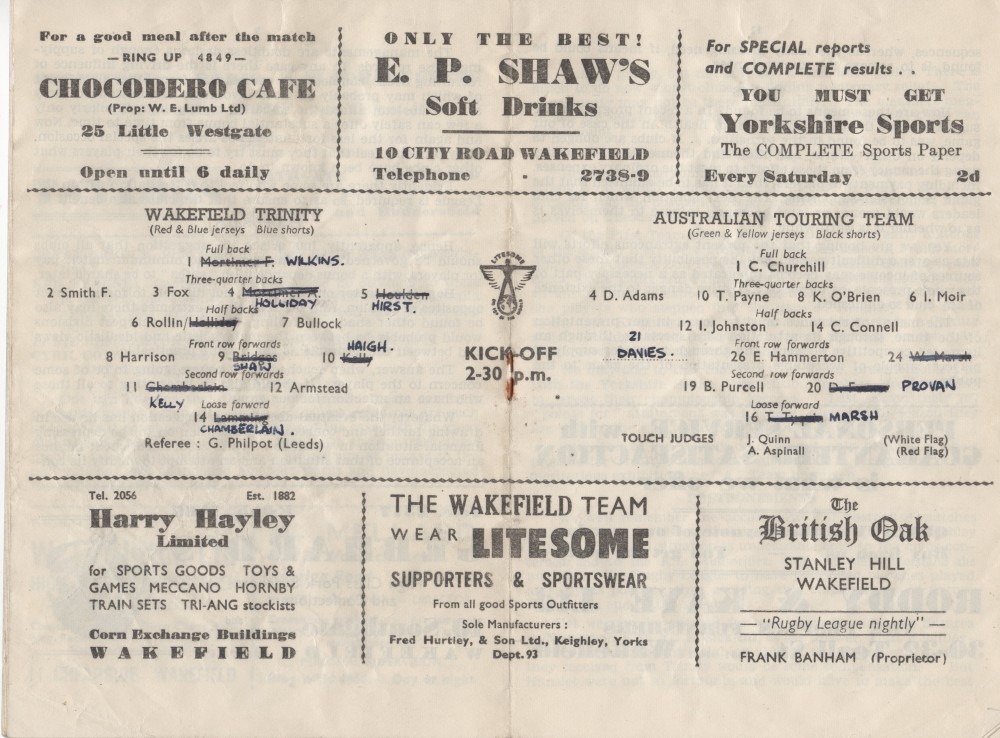 For a good meal after the match
— RING UP 4849 —
CHOCODERO CAFE
(Prop: W. E. Lumb Ltd)
25 Little Westgate
Open until 6 daily
ONLY THE BEST!
E. P. SHAW'S
Soft Drinks
10 CITY ROAD WAKEFIELD
Telephone - 2738-9
For SPECIAL reports
and COMPLETE results . .
YOU MUST GET
Yorkshire Sports
The COMPLETE Sports Paper
Every Saturday 2d
WAKEFIELD TRINITY
(Red & Blue jerseys Blue shorts)
Full back
1 Mortimer F. WILKINS.
Three-quarter backs
2 Smith F. 3 Fox 4 Mortimer A. 5 Houlden
HOLLIDAY HIRST.
Half backs
6 Rollin/Holliday 7 Bullock
Front row forwards
8 Harrison 9 Bridges 10 Kelly HAIGH.
SHAW
Second row forwards
11 Chamberlain 12 Armstead
KELLY Loose forward
14 Lamming
CHAMBERLAIN.
Referee : G. Philpot (Leeds)
LITESOME
KICK-OFF
2-30 p.m.
AUSTRALIAN TOURING TEAM
(Green & Yellow jerseys Black shorts)
Full back
1 C. Churchill
Three-quarter backs
4 D. Adams 10 T. Payne 8 K. O'Brien 6 I. Moir
Half backs
12 I. Johnston 14 C. Connell
21
DAVIES. Front row forwards
26 E. Hammerton 24 W. Marsh
Second row forwards
19 B. Purcell 20 PROVAN
Loose forward
16 MARSH
TOUCH JUDGES J. Quinn (White Flag)
A. Aspinall (Red Flag)
Tel. 2056 Est. 1882
Harry Hayley
Limited
for SPORTS GOODS TOYS &
GAMES MECCANO HORNBY
TRAIN SETS TRI-ANG stockists
Corn Exchange Buildings
WAKEFIELD
THE WAKEFIELD TEAM
WEAR LITESOME
SUPPORTERS & SPORTSWEAR
From all good Sports Outfitters
Sole Manufacturers :
Fred Hurtley, & Son Ltd., Keighley, Yorks
Dept. 93
The
British Oak
STANLEY HILL
WAKEFIELD
— "Rugby League nightly" —
FRANK BANHAM (Proprietor)